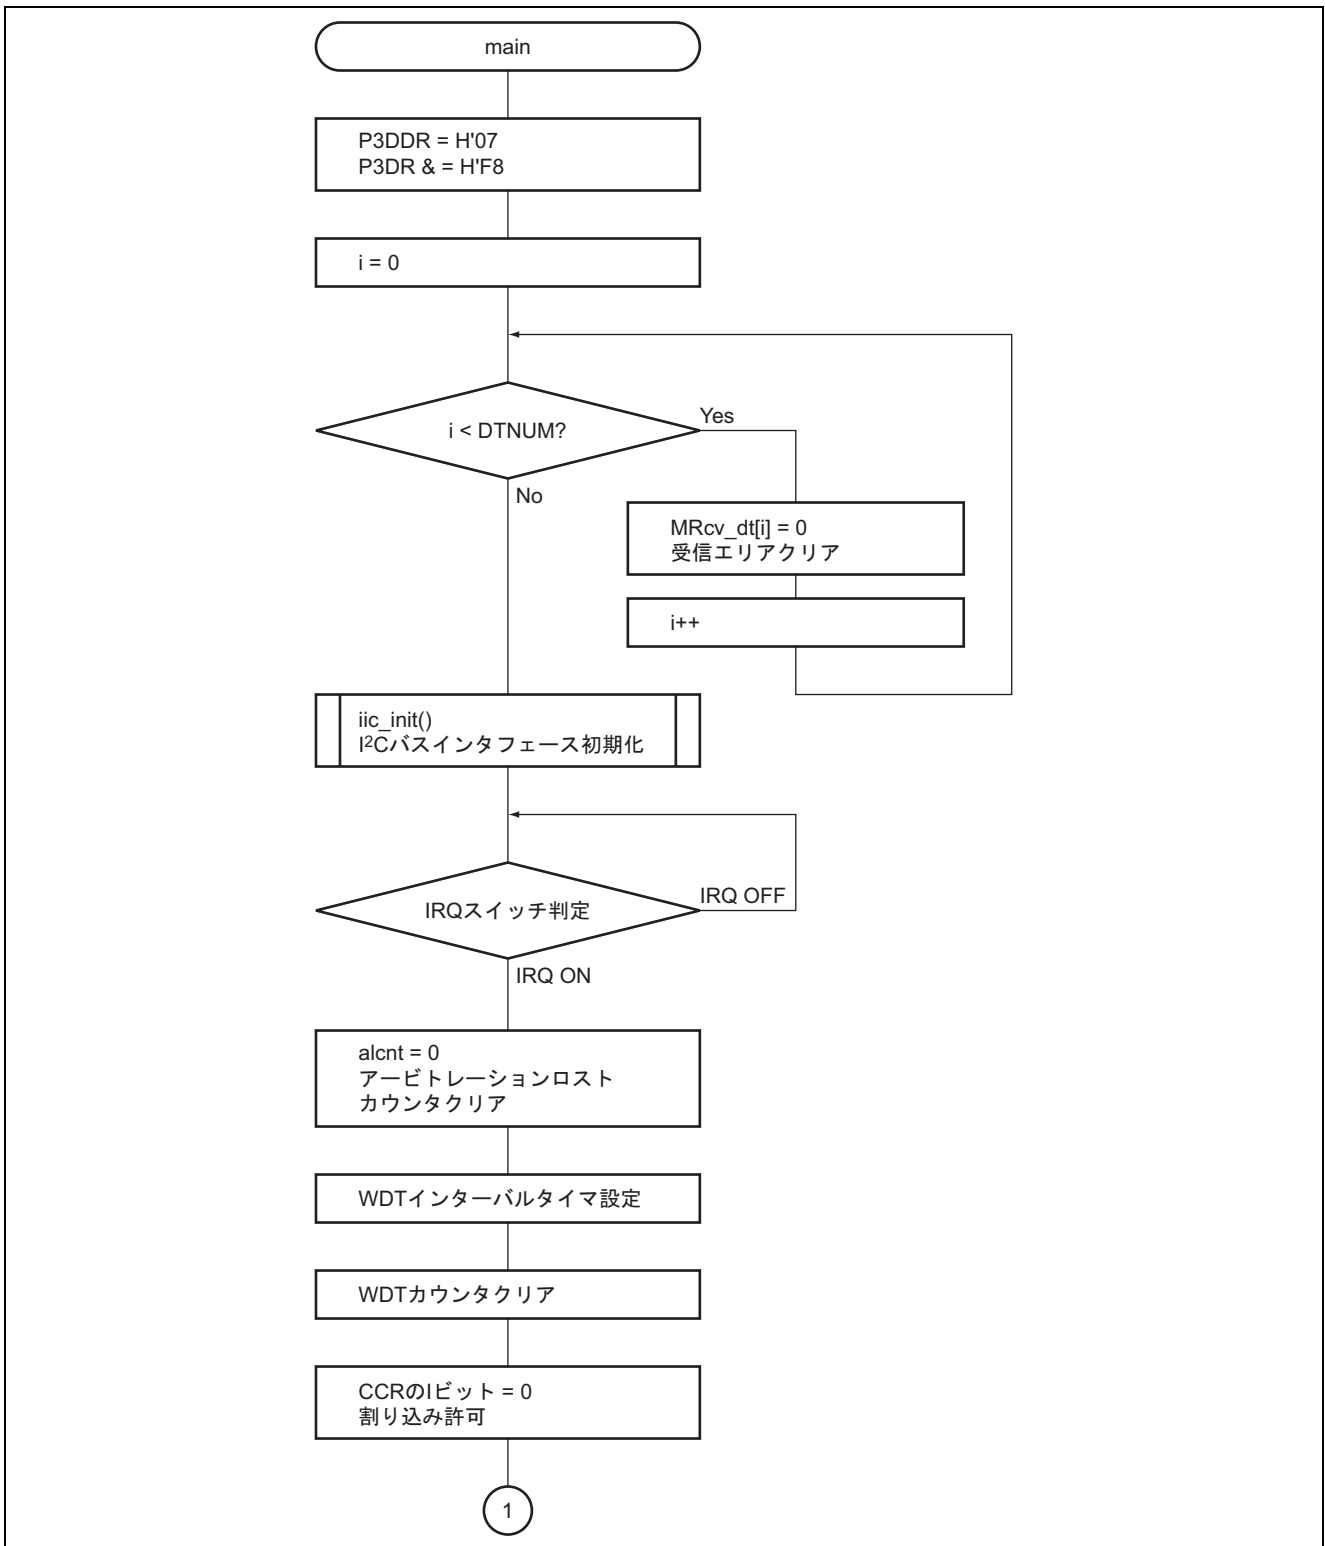 main
P3DDR = H'07
P3DR & = H'F8
i = 0
i < DTNUM?
Yes
No
MRcv_dt[i] = 0
受信エリアクリア
i++
iic_init()
I²Cバスインタフェース初期化
IRQスイッチ判定
IRQ OFF
IRQ ON
alcnt = 0
アービトレーションロスト
カウンタクリア
WDTインターバルタイマ設定
WDTカウンタクリア
CCRのIビット = 0
割り込み許可
1